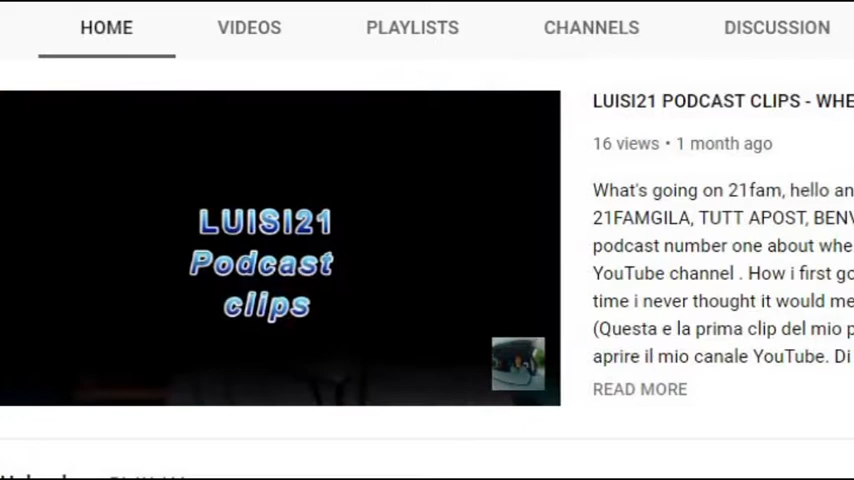 HOME VIDEOS PLAYLISTS CHANNELS DISCUSSION
LUISI21
Podcast
clips
LUISI21 PODCAST CLIPS - WHE
16 views • 1 month ago
What's going on 21fam, hello an
21FAMGILA, TUTT APOST, BENV
podcast number one about whe
YouTube channel . How i first go
time i never thought it would me
(Questa e la prima clip del mio p
aprire il mio canale YouTube. Di
READ MORE